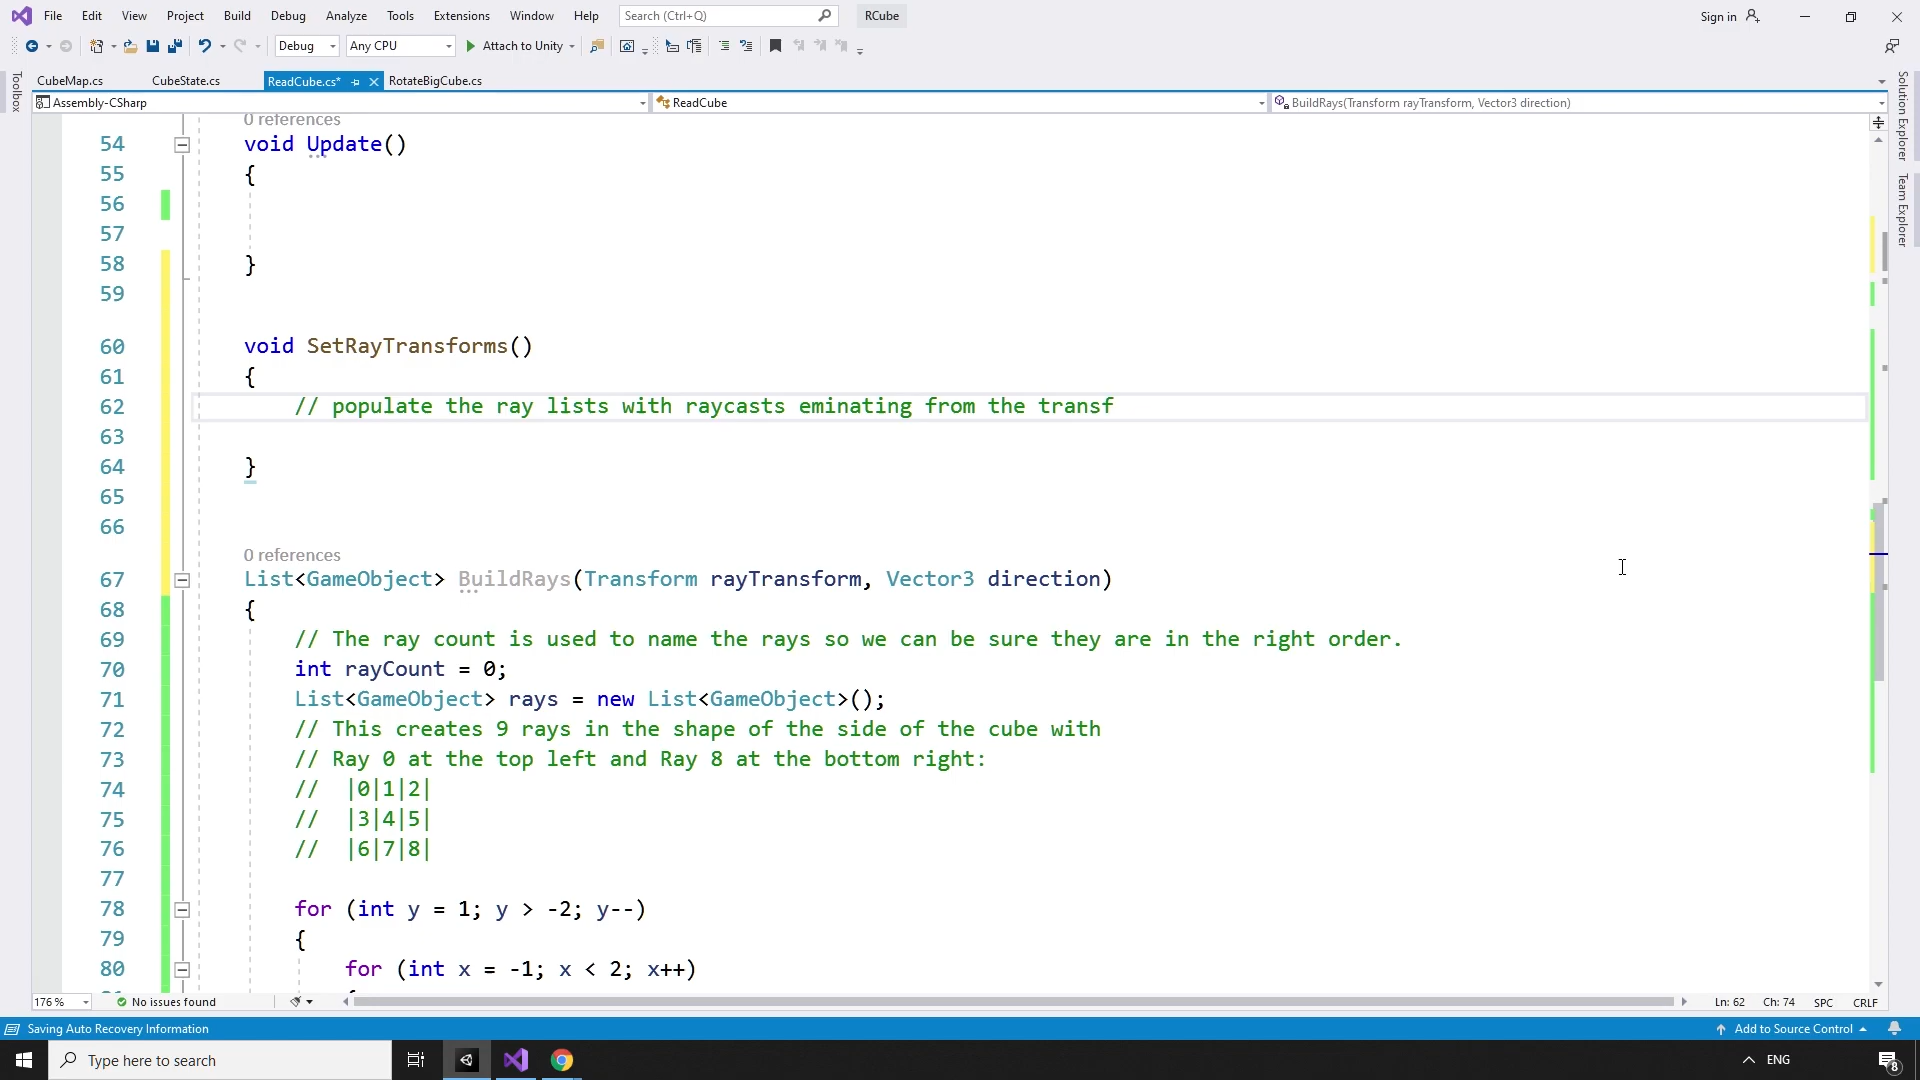 File Edit View Project Build Debug Analyze Tools Extensions Window Help Search (Ctrl+Q) RCube Sign in
Debug Any CPU Attach to Unity
CubeMap.cs CubeState.cs ReadCube.cs* RotateBigCube.cs
Assembly-CSharp ReadCube BuildRays(Transform rayTransform, Vector3 direction)
Toolbox
Solution Explorer
Team Explorer
0 references
54 void Update()
55 {
56
57
58 }
59
60 void SetRayTransforms()
61 {
62 // populate the ray lists with raycasts eminating from the transf
63
64 }
65
66
0 references
67 List<GameObject> BuildRays(Transform rayTransform, Vector3 direction)
68 {
69 // The ray count is used to name the rays so we can be sure they are in the right order.
70 int rayCount = 0;
71 List<GameObject> rays = new List<GameObject>();
72 // This creates 9 rays in the shape of the side of the cube with
73 // Ray 0 at the top left and Ray 8 at the bottom right:
74 // |0|1|2|
75 // |3|4|5|
76 // |6|7|8|
77
78 for (int y = 1; y > -2; y--)
79 {
80 for (int x = -1; x < 2; x++)
176 % No issues found Ln: 62 Ch: 74 SPC CRLF
Saving Auto Recovery Information Add to Source Control
Type here to search ENG 8